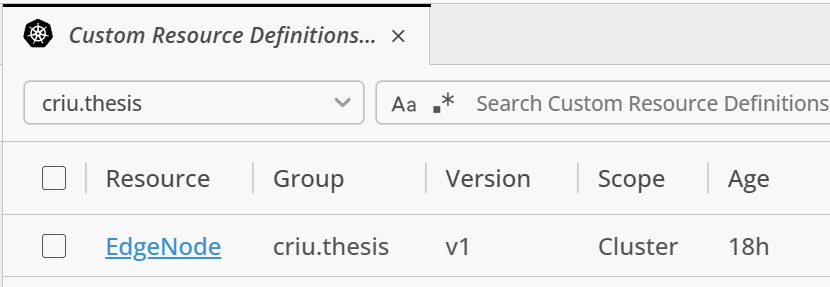 Custom Resource Definitions... ×
criu.thesis Aa .* Search Custom Resource Definitions
Resource Group Version Scope Age
EdgeNode criu.thesis v1 Cluster 18h